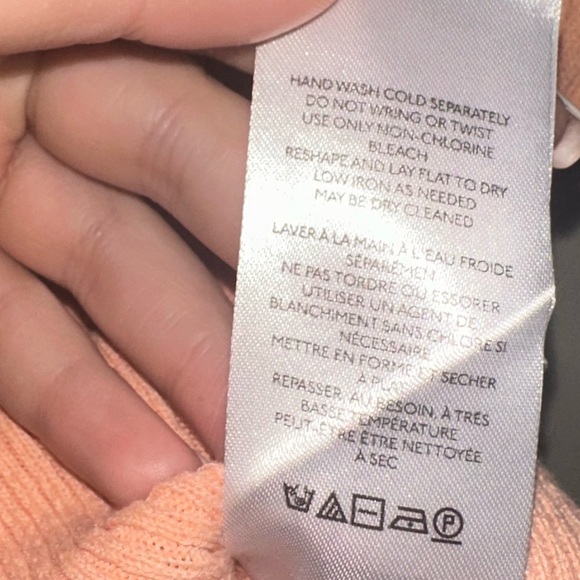 HAND WASH COLD SEPARATELY
DO NOT WRING OR TWIST
USE ONLY NON-CHLORINE
BLEACH
RESHAPE AND LAY FLAT TO DRY
LOW IRON AS NEEDED
MAY BE DRY CLEANED
LAVER À LA MAIN À L'EAU FROIDE
SÉPARÉMEN
NE PAS TORDRE OU ESSORER
UTILISER UN AGENT DE
BLANCHIMENT SANS CHLORE SI
NÉCESSAIRE
METTRE EN FORME ET SÉCHER
À PLAT
REPASSER, AU BESOIN, À TRÈS
BASSE TEMPÉRATURE
PEUT-ÊTRE ÊTRE NETTOYÉE
À SEC
P